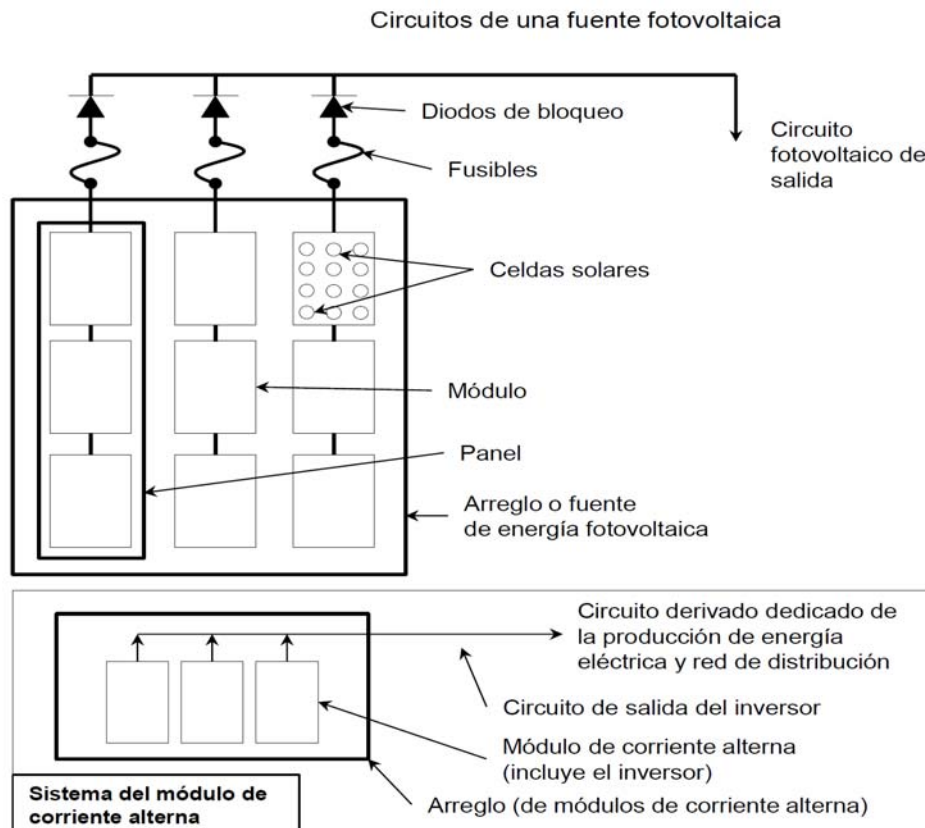 Circuitos de una fuente fotovoltaica
Diodos de bloqueo
Circuito
fotovoltaico de
salida
Fusibles
Celdas solares
Módulo
Panel
Arreglo o fuente
de energía fotovoltaica
Circuito derivado dedicado de
la producción de energía
eléctrica y red de distribución
Circuito de salida del inversor
Módulo de corriente alterna
(incluye el inversor)
Arreglo (de módulos de corriente alterna)
Sistema del módulo de
corriente alterna